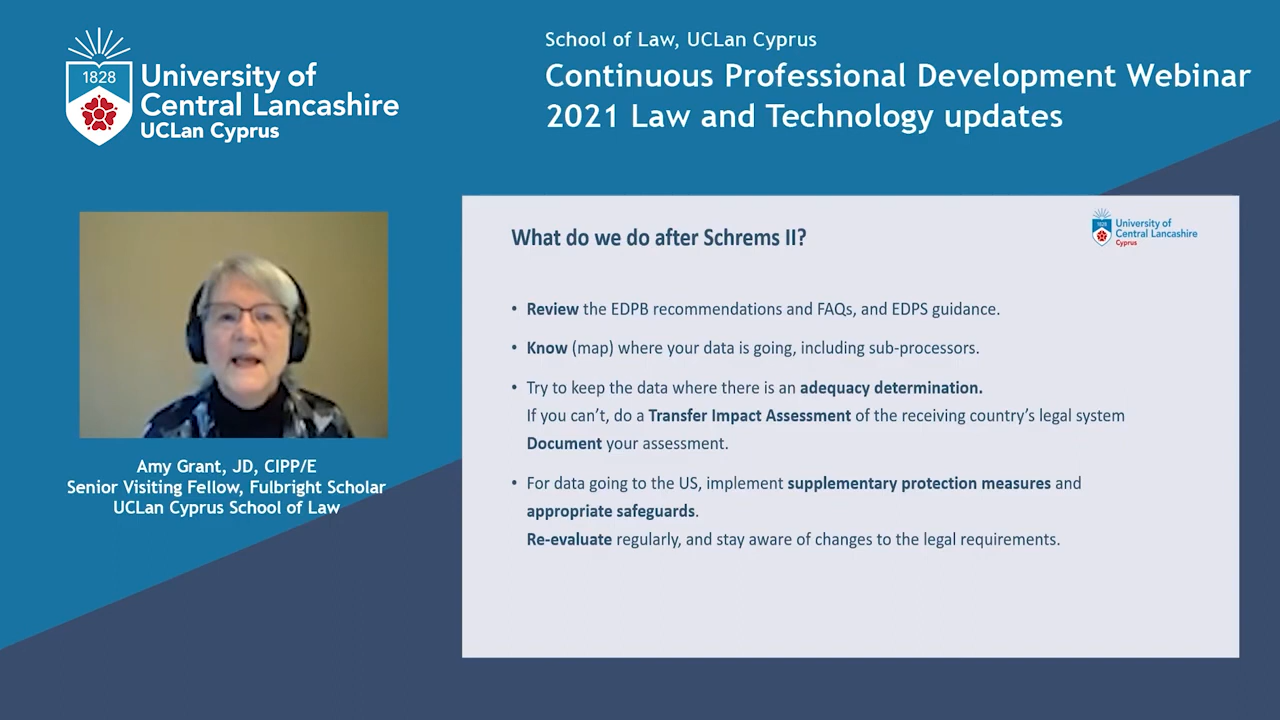 1828
University of
Central Lancashire
UCLan Cyprus
School of Law, UCLan Cyprus
Continuous Professional Development Webinar
2021 Law and Technology updates
Amy Grant, JD, CIPP/E
Senior Visiting Fellow, Fulbright Scholar
UCLan Cyprus School of Law
What do we do after Schrems II?
1828
University of
Central Lancashire
Cyprus
• Review the EDPB recommendations and FAQs, and EDPS guidance.
• Know (map) where your data is going, including sub-processors.
• Try to keep the data where there is an adequacy determination.
If you can’t, do a Transfer Impact Assessment of the receiving country’s legal system
Document your assessment.
• For data going to the US, implement supplementary protection measures and
appropriate safeguards.
Re-evaluate regularly, and stay aware of changes to the legal requirements.